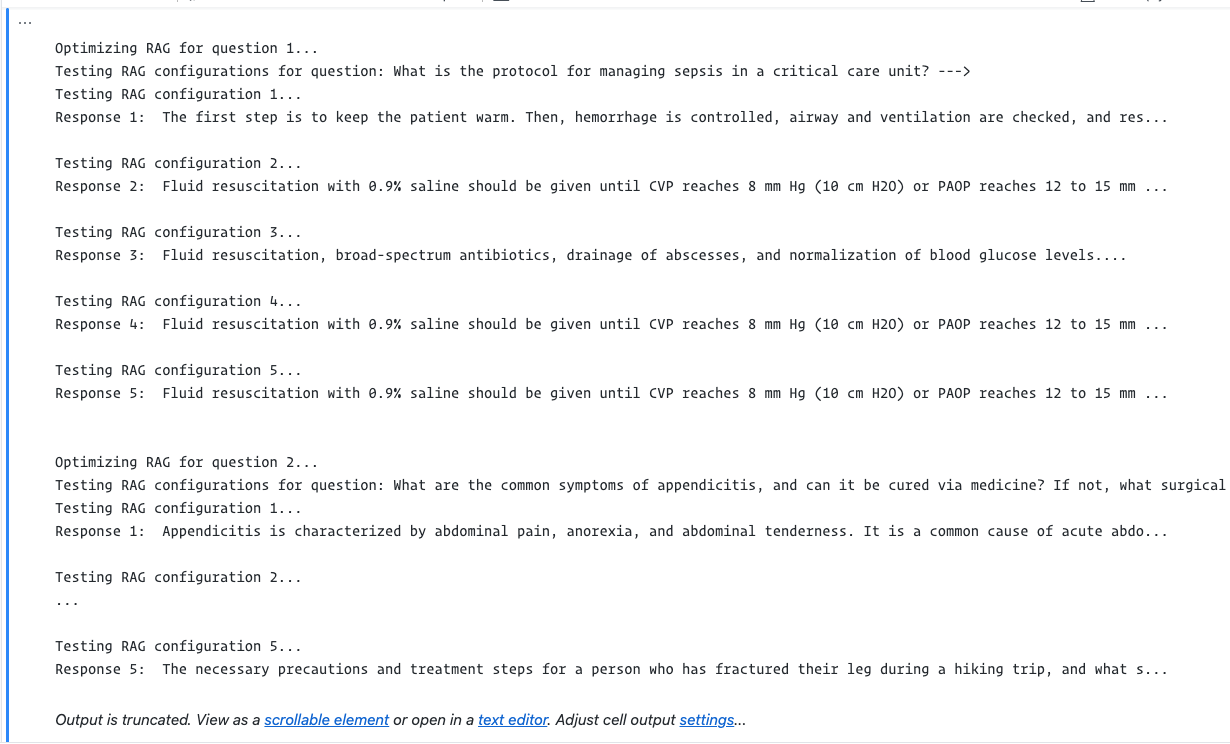 ...
Optimizing RAG for question 1...
Testing RAG configurations for question: What is the protocol for managing sepsis in a critical care unit? --->
Testing RAG configuration 1...
Response 1:  The first step is to keep the patient warm. Then, hemorrhage is controlled, airway and ventilation are checked, and res...
Testing RAG configuration 2...
Response 2:  Fluid resuscitation with 0.9% saline should be given until CVP reaches 8 mm Hg (10 cm H2O) or PAOP reaches 12 to 15 mm ...
Testing RAG configuration 3...
Response 3:  Fluid resuscitation, broad-spectrum antibiotics, drainage of abscesses, and normalization of blood glucose levels....
Testing RAG configuration 4...
Response 4:  Fluid resuscitation with 0.9% saline should be given until CVP reaches 8 mm Hg (10 cm H2O) or PAOP reaches 12 to 15 mm ...
Testing RAG configuration 5...
Response 5:  Fluid resuscitation with 0.9% saline should be given until CVP reaches 8 mm Hg (10 cm H2O) or PAOP reaches 12 to 15 mm ...
Optimizing RAG for question 2...
Testing RAG configurations for question: What are the common symptoms of appendicitis, and can it be cured via medicine? If not, what surgical
Testing RAG configuration 1...
Response 1:  Appendicitis is characterized by abdominal pain, anorexia, and abdominal tenderness. It is a common cause of acute abdo...
Testing RAG configuration 2...
...
Testing RAG configuration 5...
Response 5:  The necessary precautions and treatment steps for a person who has fractured their leg during a hiking trip, and what s...
Output is truncated. View as a scrollable element or open in a text editor. Adjust cell output settings...